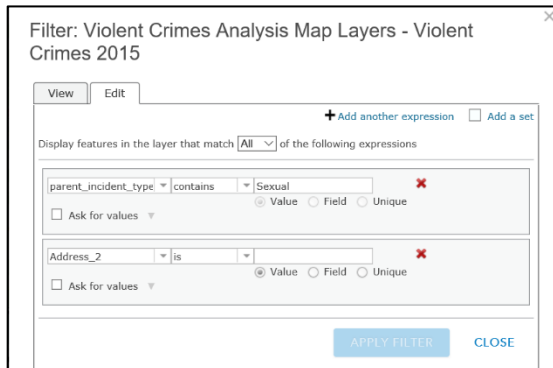 Filter: Violent Crimes Analysis Map Layers - Violent
Crimes 2015
View Edit
Add another expression Add a set
Display features in the layer that match All of the following expressions
parent_incident_type contains Sexual
Value Field Unique
Ask for values
Address_2 is
Value Field Unique
Ask for values
APPLY FILTER CLOSE